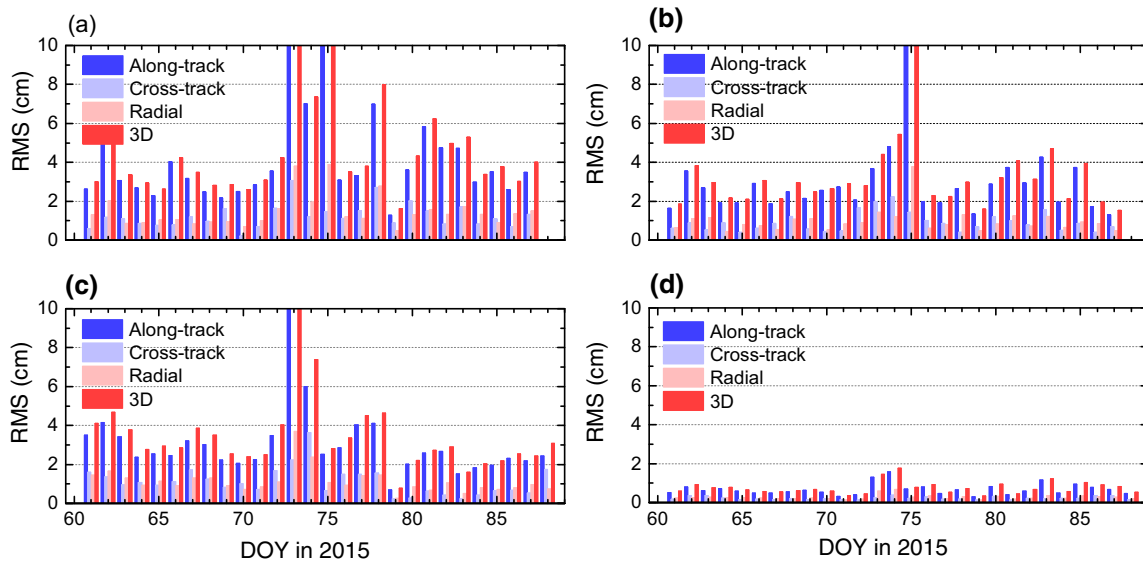 (a)
10
8
6
4
2
0
RMS (cm)
Along-track
Cross-track
Radial
3D
(b)
10
8
6
4
2
0
RMS (cm)
Along-track
Cross-track
Radial
3D
(c)
10
8
6
4
2
0
RMS (cm)
Along-track
Cross-track
Radial
3D
60 65 70 75 80 85
DOY in 2015
(d)
10
8
6
4
2
0
RMS (cm)
Along-track
Cross-track
Radial
3D
60 65 70 75 80 85
DOY in 2015